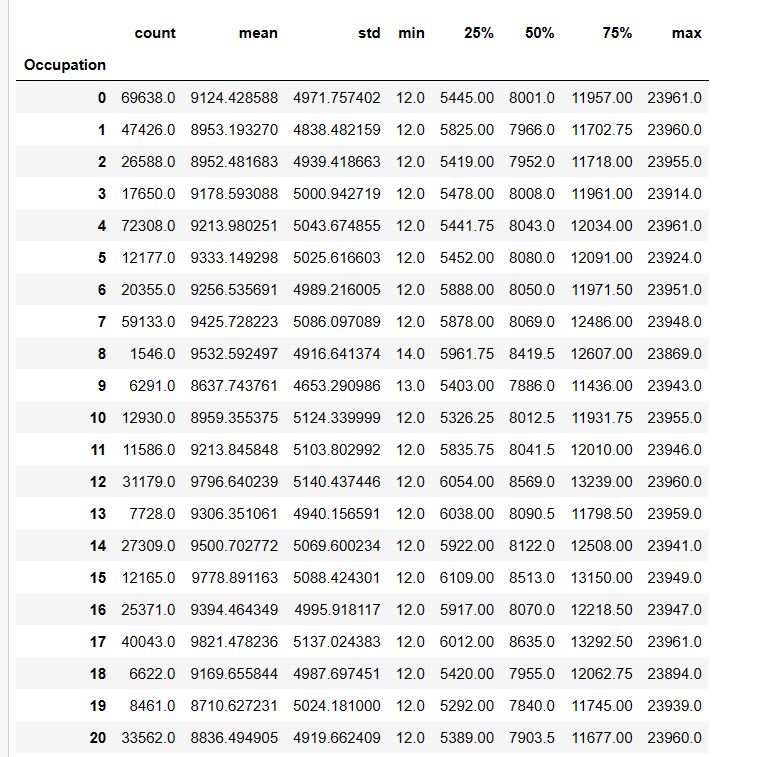 count mean std min 25% 50% 75% max
Occupation
0 69638.0 9124.428588 4971.757402 12.0 5445.00 8001.0 11957.00 23961.0
1 47426.0 8953.193270 4838.482159 12.0 5825.00 7966.0 11702.75 23960.0
2 26588.0 8952.481683 4939.418663 12.0 5419.00 7952.0 11718.00 23955.0
3 17650.0 9178.593088 5000.942719 12.0 5478.00 8008.0 11961.00 23914.0
4 72308.0 9213.980251 5043.674855 12.0 5441.75 8043.0 12034.00 23961.0
5 12177.0 9333.149298 5025.616603 12.0 5452.00 8080.0 12091.00 23924.0
6 20355.0 9256.535691 4989.216005 12.0 5888.00 8050.0 11971.50 23951.0
7 59133.0 9425.728223 5086.097089 12.0 5878.00 8069.0 12486.00 23948.0
8 1546.0 9532.592497 4916.641374 14.0 5961.75 8419.5 12607.00 23869.0
9 6291.0 8637.743761 4653.290986 13.0 5403.00 7886.0 11436.00 23943.0
10 12930.0 8959.355375 5124.339999 12.0 5326.25 8012.5 11931.75 23955.0
11 11586.0 9213.845848 5103.802992 12.0 5835.75 8041.5 12010.00 23946.0
12 31179.0 9796.640239 5140.437446 12.0 6054.00 8569.0 13239.00 23960.0
13 7728.0 9306.351061 4940.156591 12.0 6038.00 8090.5 11798.50 23959.0
14 27309.0 9500.702772 5069.600234 12.0 5922.00 8122.0 12508.00 23941.0
15 12165.0 9778.891163 5088.424301 12.0 6109.00 8513.0 13150.00 23949.0
16 25371.0 9394.464349 4995.918117 12.0 5917.00 8070.0 12218.50 23947.0
17 40043.0 9821.478236 5137.024383 12.0 6012.00 8635.0 13292.50 23961.0
18 6622.0 9169.655844 4987.697451 12.0 5420.00 7955.0 12062.75 23894.0
19 8461.0 8710.627231 5024.181000 12.0 5292.00 7840.0 11745.00 23939.0
20 33562.0 8836.494905 4919.662409 12.0 5389.00 7903.5 11677.00 23960.0